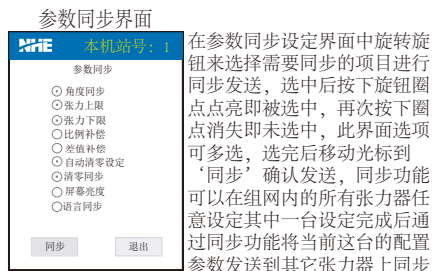 参数同步界面
NHE 本机站号：1
参数同步
角度同步
张力上限
张力下限
比例补偿
差值补偿
自动清零设定
清零同步
屏幕亮度
语言同步
同步 退出
在参数同步设定界面中旋转旋
钮来选择需要同步的项目进行
同步发送，选中后按下旋钮圈
点点亮即被选中，再次按下圈
点消失即未选中，此界面选项
可多选，选完后移动光标到
‘同步’确认发送，同步功能
可以在组网内的所有张力器任
意设定其中一台设定完成后通
过同步功能将当前这台的配置
参数发送到其它张力器上同步